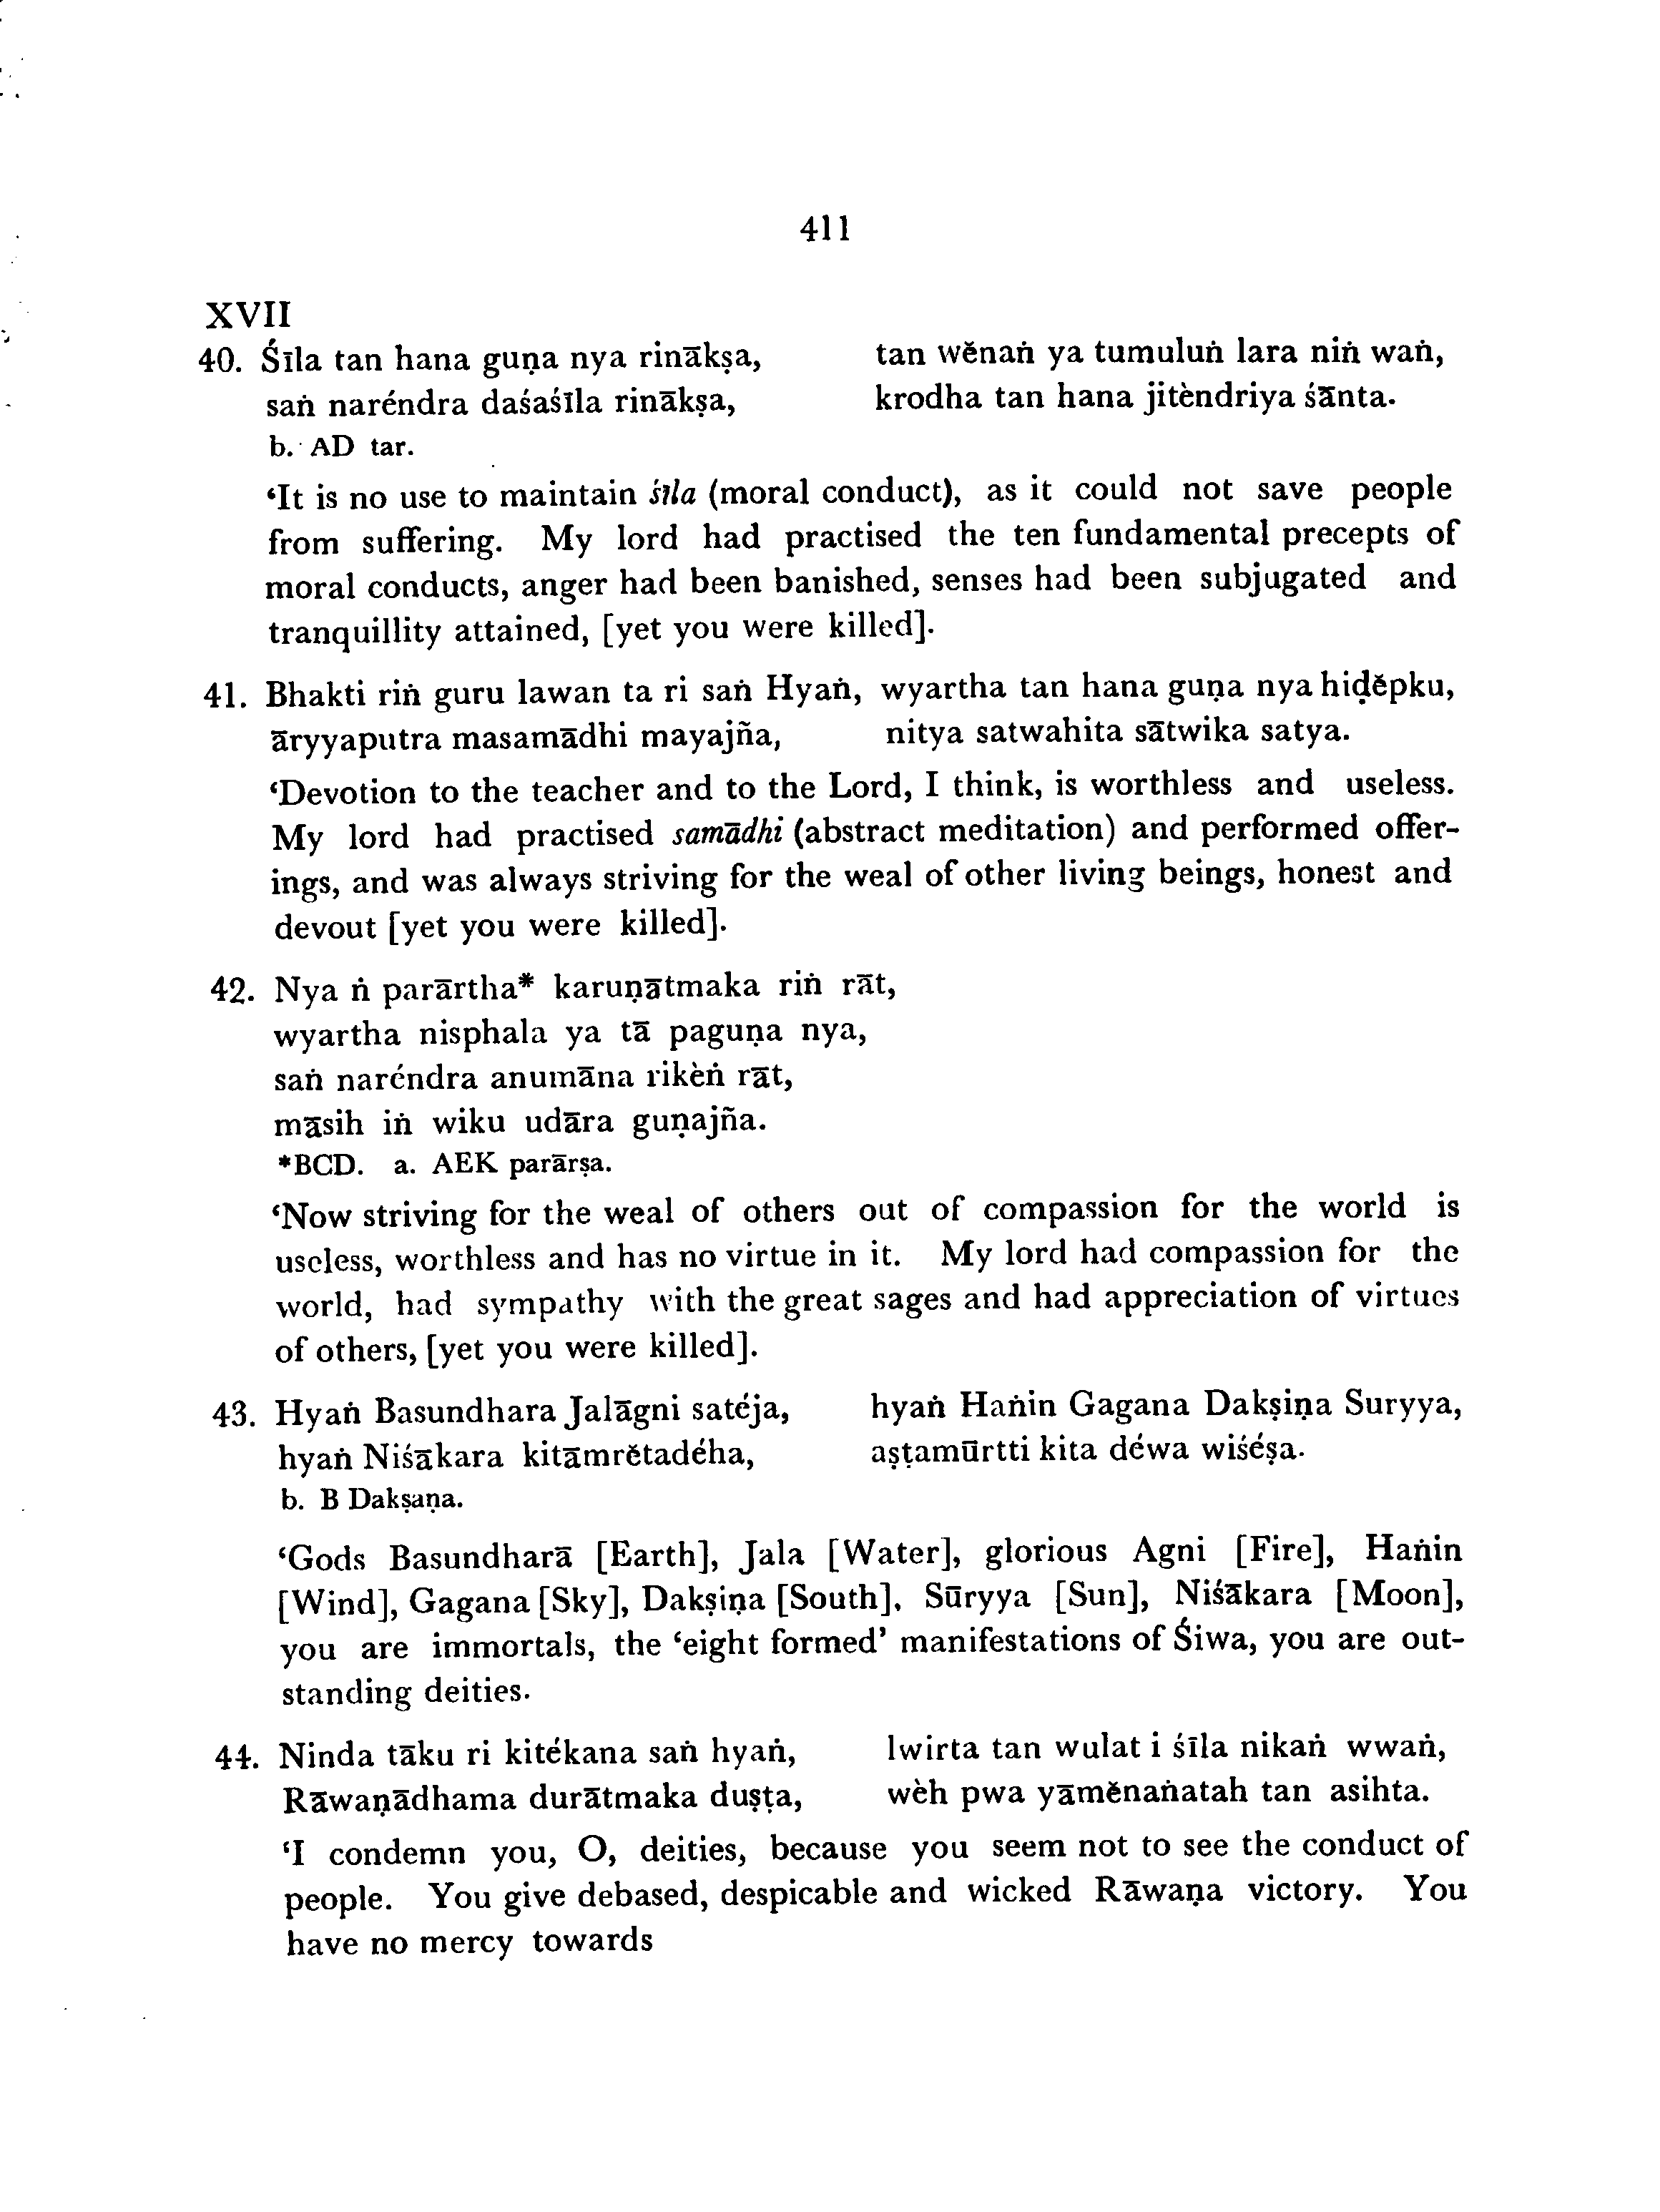 411
XVII
40. Śīla tan hana guṇa nya rinākṣa, tan wĕnaṅ ya tumuluṅ lara niṅ waṅ,
saṅ naréndra daśaśīla rinākṣa, krodha tan hana jitèndriya śānta.
b. AD tar.
‘It is no use to maintain śīla (moral conduct), as it could not save people
from suffering. My lord had practised the ten fundamental precepts of
moral conducts, anger had been banished, senses had been subjugated and
tranquillity attained, [yet you were killed].
41. Bhakti riṅ guru lawan ta ri saṅ Hyaṅ, wyartha tan hana guṇa nya hiḍĕpku,
āryyaputra masamādhi mayajña, nitya satwahita sātwika satya.
‘Devotion to the teacher and to the Lord, I think, is worthless and useless.
My lord had practised samādhi (abstract meditation) and performed offer-
ings, and was always striving for the weal of other living beings, honest and
devout [yet you were killed].
42. Nya ṅ parārtha* karuṇātmaka riṅ rāt,
wyartha nisphala ya tā paguṇa nya,
saṅ naréndra anumāna rikèṅ rāt,
māsih iṅ wiku udāra guṇajña.
*BCD. a. AEK parārṣa.
‘Now striving for the weal of others out of compassion for the world is
useless, worthless and has no virtue in it. My lord had compassion for the
world, had sympathy with the great sages and had appreciation of virtues
of others, [yet you were killed].
43. Hyaṅ Basundhara Jalāgni satéja, hyaṅ Haṅin Gagana Dakṣiṇa Suryya,
hyaṅ Niśākara kitāmrĕtadéha, aṣṭamūrtti kita déwa wiśéṣa.
b. B Dakṣaṇa.
‘Gods Basundharā [Earth], Jala [Water], glorious Agni [Fire], Haṅin
[Wind], Gagana [Sky], Dakṣiṇa [South], Sūryya [Sun], Niśākara [Moon],
you are immortals, the ‘eight formed’ manifestations of Śiwa, you are out-
standing deities.
44. Ninda tāku ri kitékana saṅ hyaṅ, lwirta tan wulat i śīla nikaṅ wwaṅ,
Rāwaṇādhama durātmaka duṣṭa, wèh pwa yāmĕnaṅatah tan asihta.
‘I condemn you, O, deities, because you seem not to see the conduct of
people. You give debased, despicable and wicked Rāwaṇa victory. You
have no mercy towards